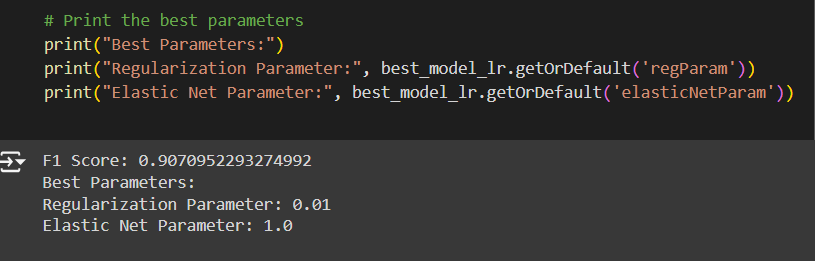 # Print the best parameters
print("Best Parameters:")
print("Regularization Parameter:", best_model_lr.getOrDefault('regParam'))
print("Elastic Net Parameter:", best_model_lr.getOrDefault('elasticNetParam'))
F1 Score: 0.9070952293274992
Best Parameters:
Regularization Parameter: 0.01
Elastic Net Parameter: 1.0